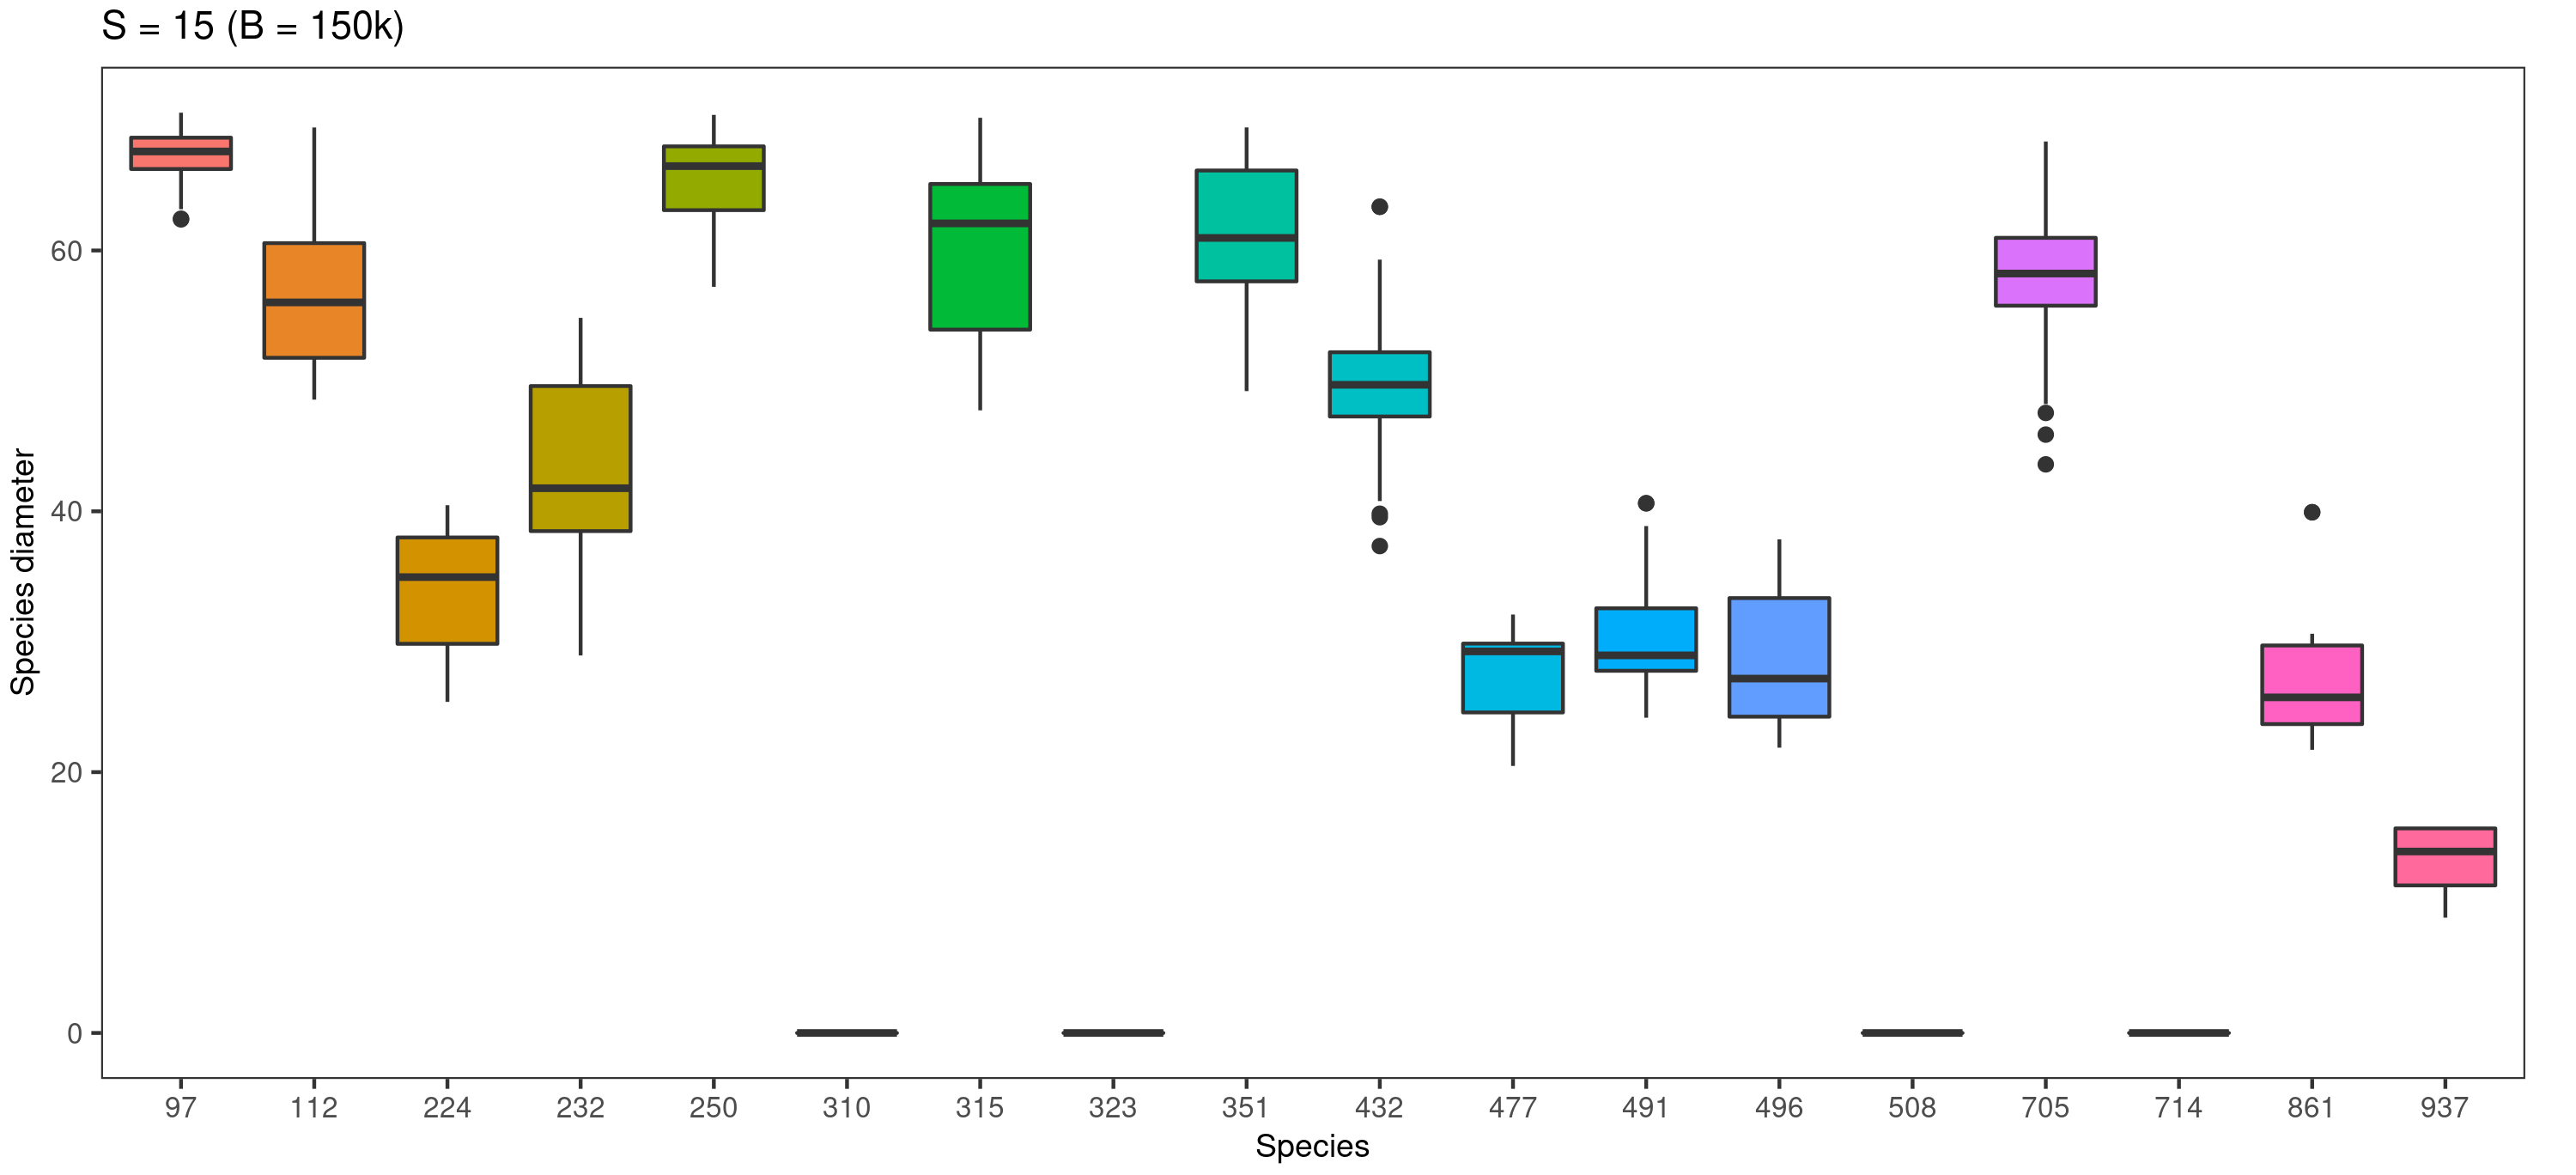 S = 15 (B = 150k)
Species diameter
60
40
20
0
97 112 224 232 250 310 315 323 351 432 477 491 496 508 705 714 861 937
Species